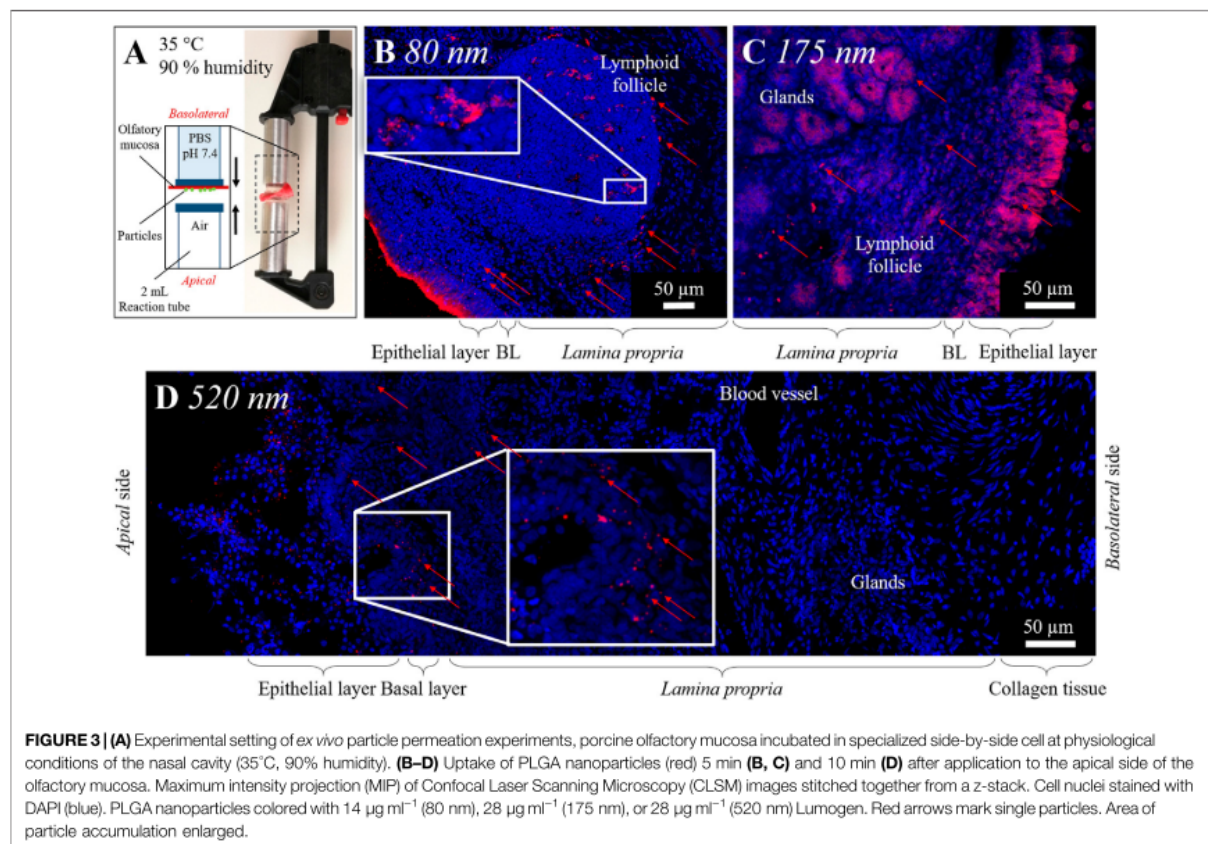 A
35 °C
90 % humidity
Basolateral
Olfatory
mucosa
PBS
pH 7.4
Particles
Air
Apical
2 mL
Reaction tube
B 80 nm
Lymphoid
follicle
50 µm
Epithelial layer BL Lamina propria
C 175 nm
Glands
Lymphoid
follicle
50 µm
Lamina propria BL Epithelial layer
D 520 nm
Blood vessel
Apical side
Basolateral side
Glands
50 µm
Epithelial layer Basal layer Lamina propria Collagen tissue
FIGURE 3 | (A) Experimental setting of ex vivo particle permeation experiments, porcine olfactory mucosa incubated in specialized side-by-side cell at physiological
conditions of the nasal cavity (35°C, 90% humidity). (B–D) Uptake of PLGA nanoparticles (red) 5 min (B, C) and 10 min (D) after application to the apical side of the
olfactory mucosa. Maximum intensity projection (MIP) of Confocal Laser Scanning Microscopy (CLSM) images stitched together from a z-stack. Cell nuclei stained with
DAPI (blue). PLGA nanoparticles colored with 14 µg ml⁻¹ (80 nm), 28 µg ml⁻¹ (175 nm), or 28 µg ml⁻¹ (520 nm) Lumogen. Red arrows mark single particles. Area of
particle accumulation enlarged.